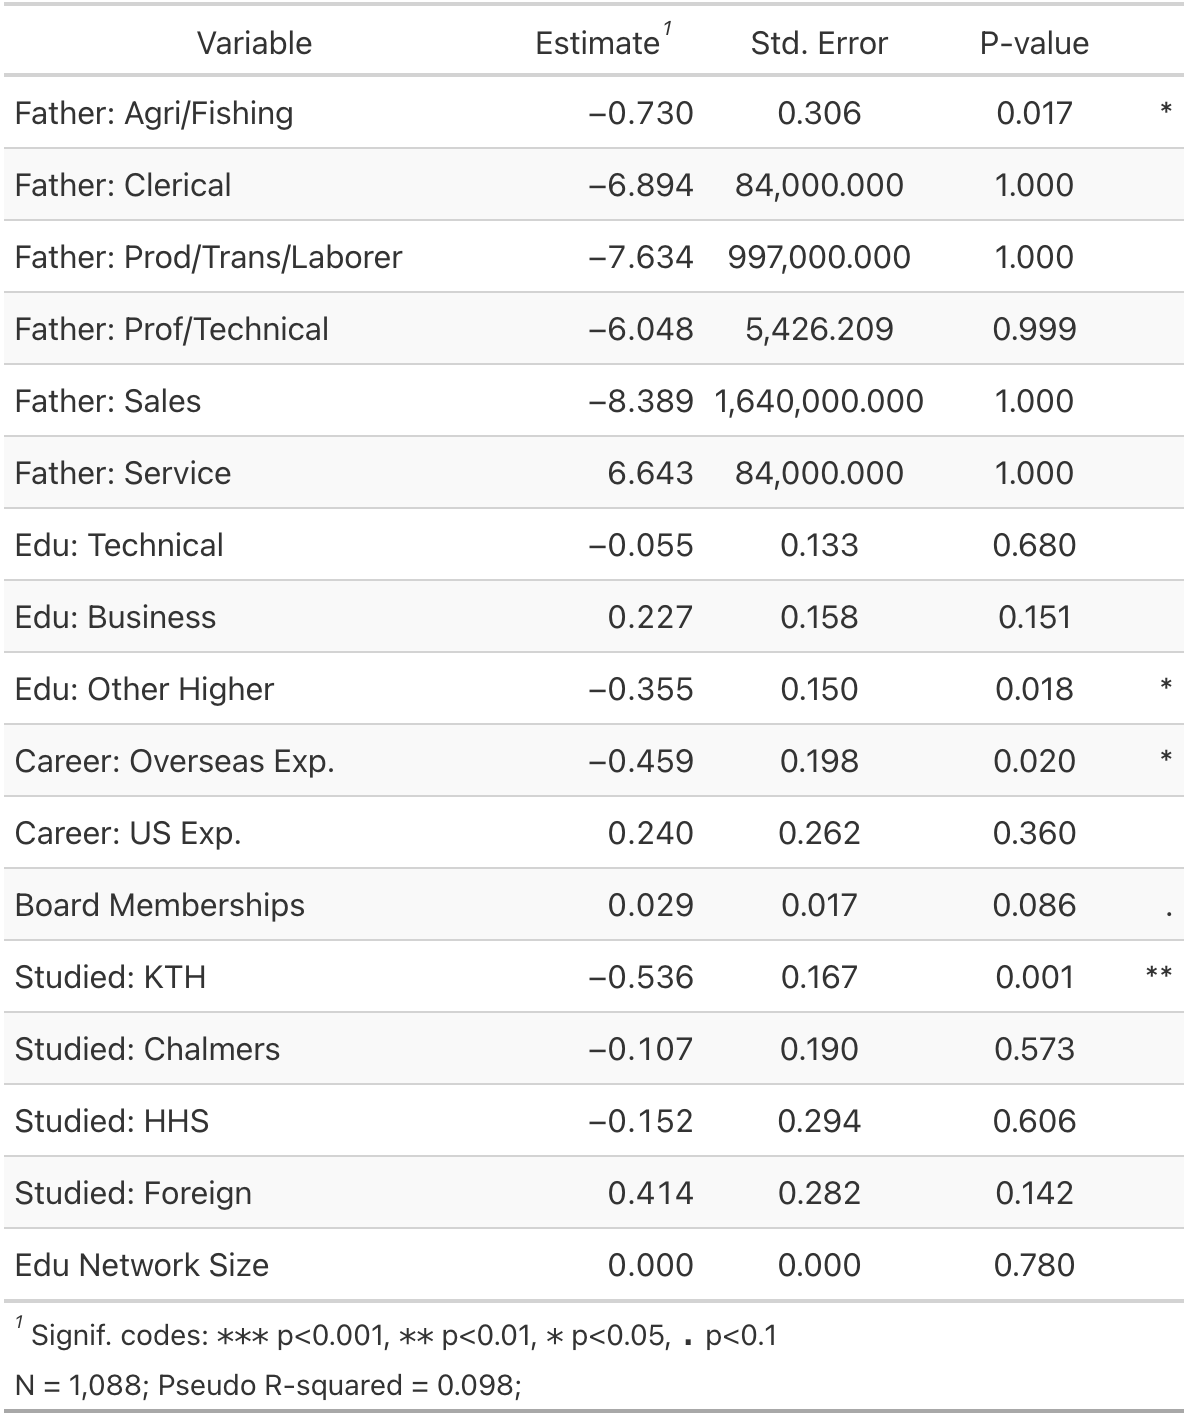 Variable Estimate1 Std. Error P-value
Father: Agri/Fishing −0.730 0.306 0.017 *
Father: Clerical −6.894 84,000.000 1.000
Father: Prod/Trans/Laborer −7.634 997,000.000 1.000
Father: Prof/Technical −6.048 5,426.209 0.999
Father: Sales −8.389 1,640,000.000 1.000
Father: Service 6.643 84,000.000 1.000
Edu: Technical −0.055 0.133 0.680
Edu: Business 0.227 0.158 0.151
Edu: Other Higher −0.355 0.150 0.018 *
Career: Overseas Exp. −0.459 0.198 0.020 *
Career: US Exp. 0.240 0.262 0.360
Board Memberships 0.029 0.017 0.086 .
Studied: KTH −0.536 0.167 0.001 **
Studied: Chalmers −0.107 0.190 0.573
Studied: HHS −0.152 0.294 0.606
Studied: Foreign 0.414 0.282 0.142
Edu Network Size 0.000 0.000 0.780
1 Signif. codes: *** p<0.001, ** p<0.01, * p<0.05, . p<0.1
N = 1,088; Pseudo R-squared = 0.098;